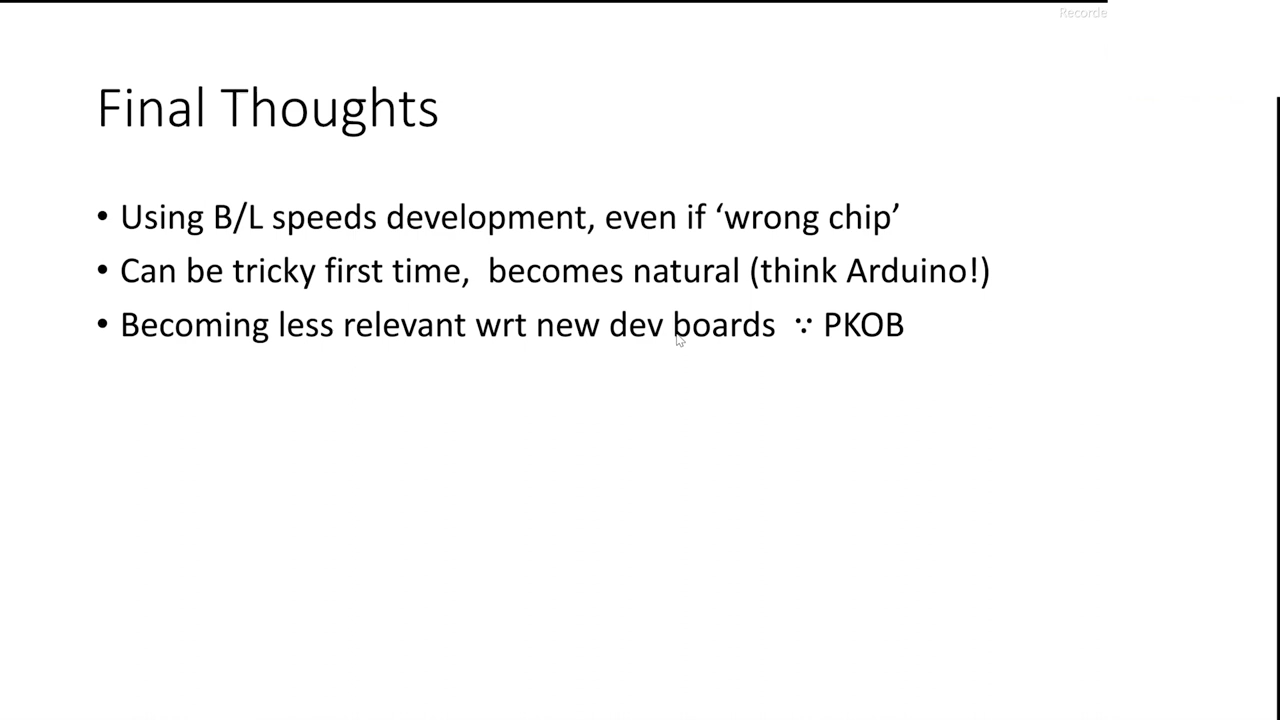 Recorde
Final Thoughts
• Using B/L speeds development, even if ‘wrong chip’
• Can be tricky first time,  becomes natural (think Arduino!)
• Becoming less relevant wrt new dev boards  ∵ PKOB